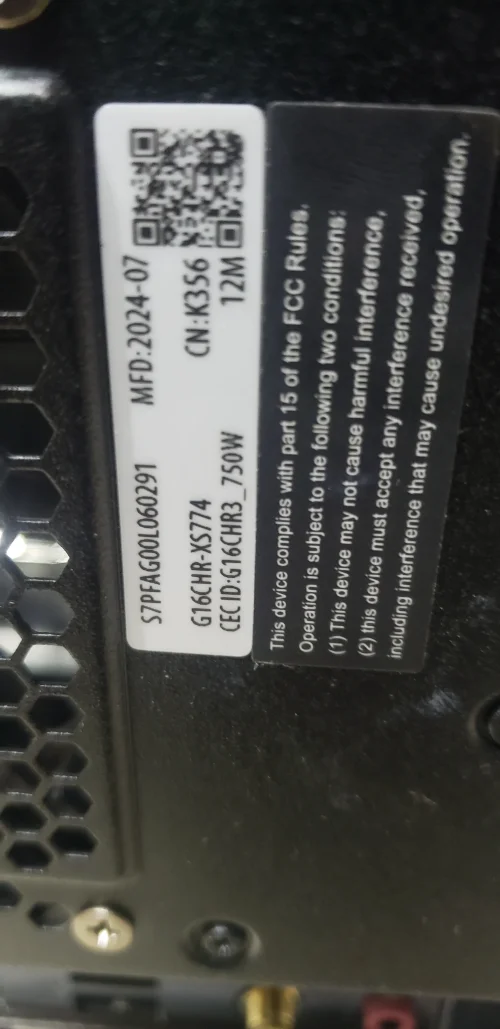 S7PFAG00L060291 MFD:2024-07
G16CHR-XS774 CN:K3S6
CEC ID:G16CHR3_750W 12M
This device complies with part 15 of the FCC Rules.
Operation is subject to the following two conditions:
(1) This device may not cause harmful interference,
(2) this device must accept any interference received,
including interference that may cause undesired operation.